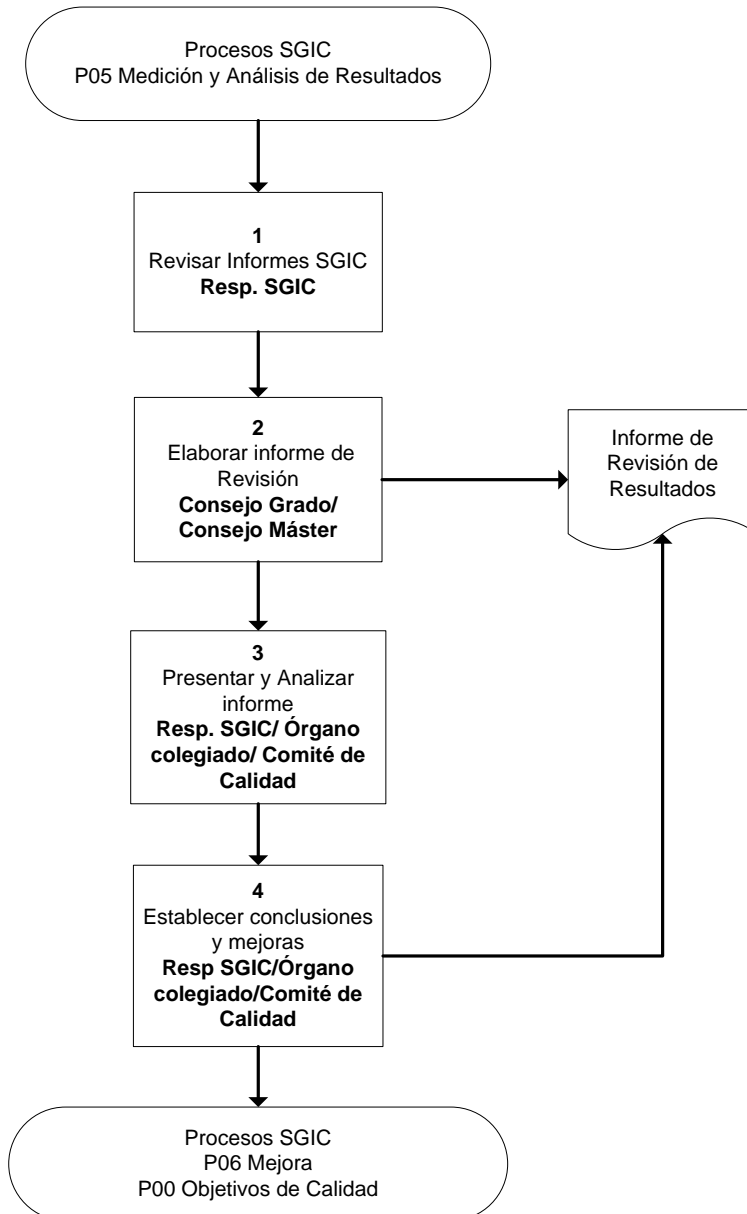 Procesos SGIC
P05 Medición y Análisis de Resultados
1
Revisar Informes SGIC
Resp. SGIC
2
Elaborar informe de
Revisión
Consejo Grado/
Consejo Máster
Informe de
Revisión de
Resultados
3
Presentar y Analizar
informe
Resp. SGIC/ Órgano
colegiado/ Comité de
Calidad
4
Establecer conclusiones
y mejoras
Resp SGIC/Órgano
colegiado/Comité de
Calidad
Procesos SGIC
P06 Mejora
P00 Objetivos de Calidad